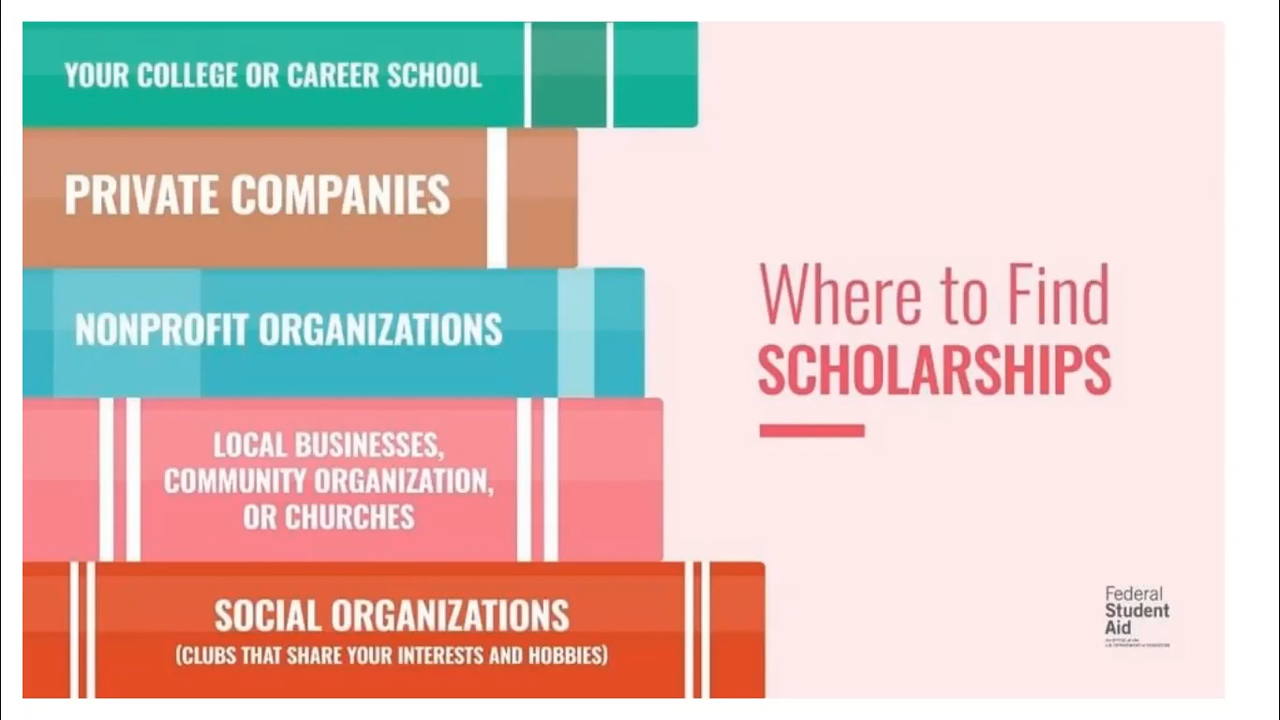 YOUR COLLEGE OR CAREER SCHOOL
PRIVATE COMPANIES
NONPROFIT ORGANIZATIONS
LOCAL BUSINESSES,
COMMUNITY ORGANIZATION,
OR CHURCHES
SOCIAL ORGANIZATIONS
(CLUBS THAT SHARE YOUR INTERESTS AND HOBBIES)
Where to Find
SCHOLARSHIPS
Federal
Student
Aid